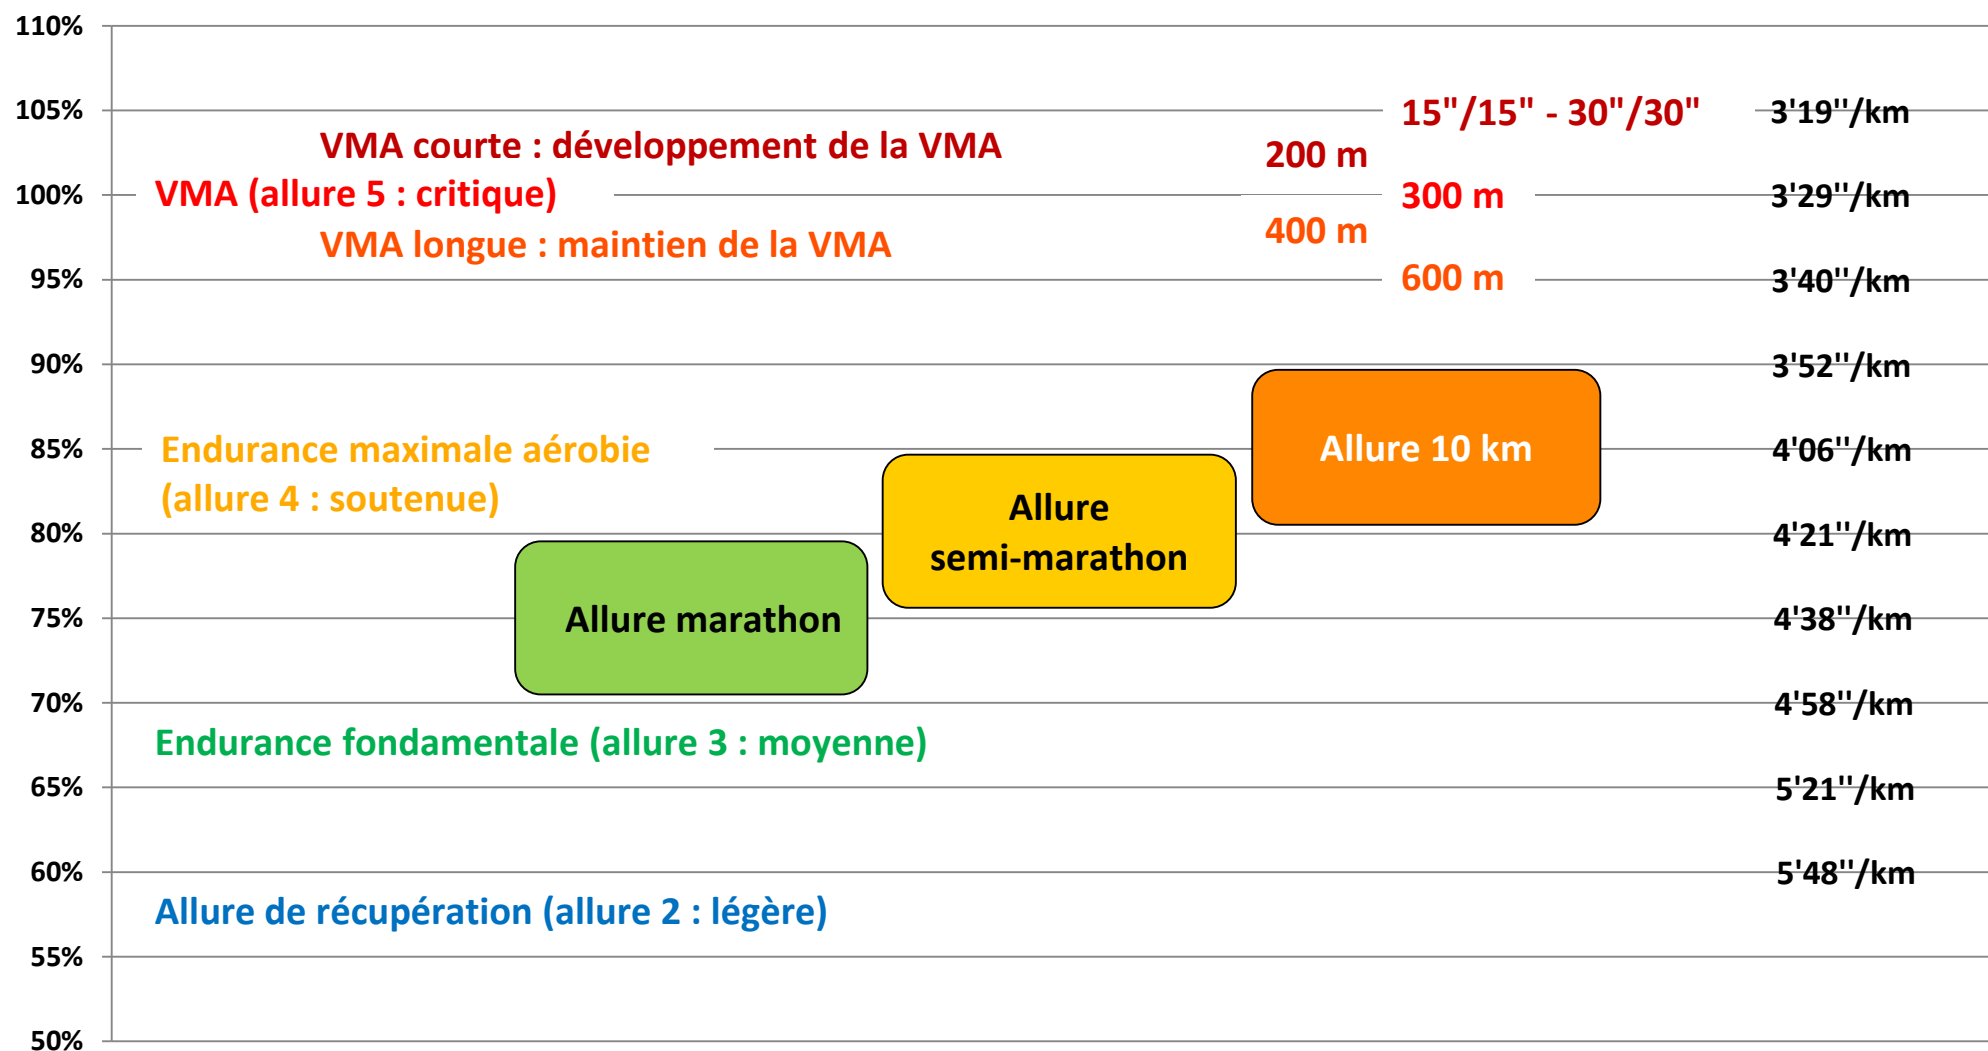 110%
105%
15"/15" - 30"/30"
3'19''/km
VMA courte : développement de la VMA
200 m
100%
VMA (allure 5 : critique)
300 m
3'29''/km
VMA longue : maintien de la VMA
400 m
95%
600 m
3'40''/km
90%
3'52''/km
85%
Endurance maximale aérobie
(allure 4 : soutenue)
Allure 10 km
4'06''/km
80%
Allure
semi-marathon
4'21''/km
75%
Allure marathon
4'38''/km
70%
4'58''/km
Endurance fondamentale (allure 3 : moyenne)
65%
5'21''/km
60%
5'48''/km
Allure de récupération (allure 2 : légère)
55%
50%